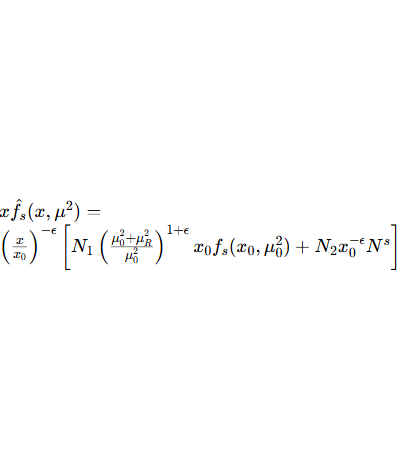 $x\hat{f}_s(x, \mu^2) =$
$\left(\frac{x}{x_0}\right)^{-\epsilon} \left[ N_1 \left(\frac{\mu_0^2+\mu_R^2}{\mu_0^2}\right)^{1+\epsilon} x_0 f_s(x_0, \mu_0^2) + N_2 x_0^{-\epsilon} N^s \right]$